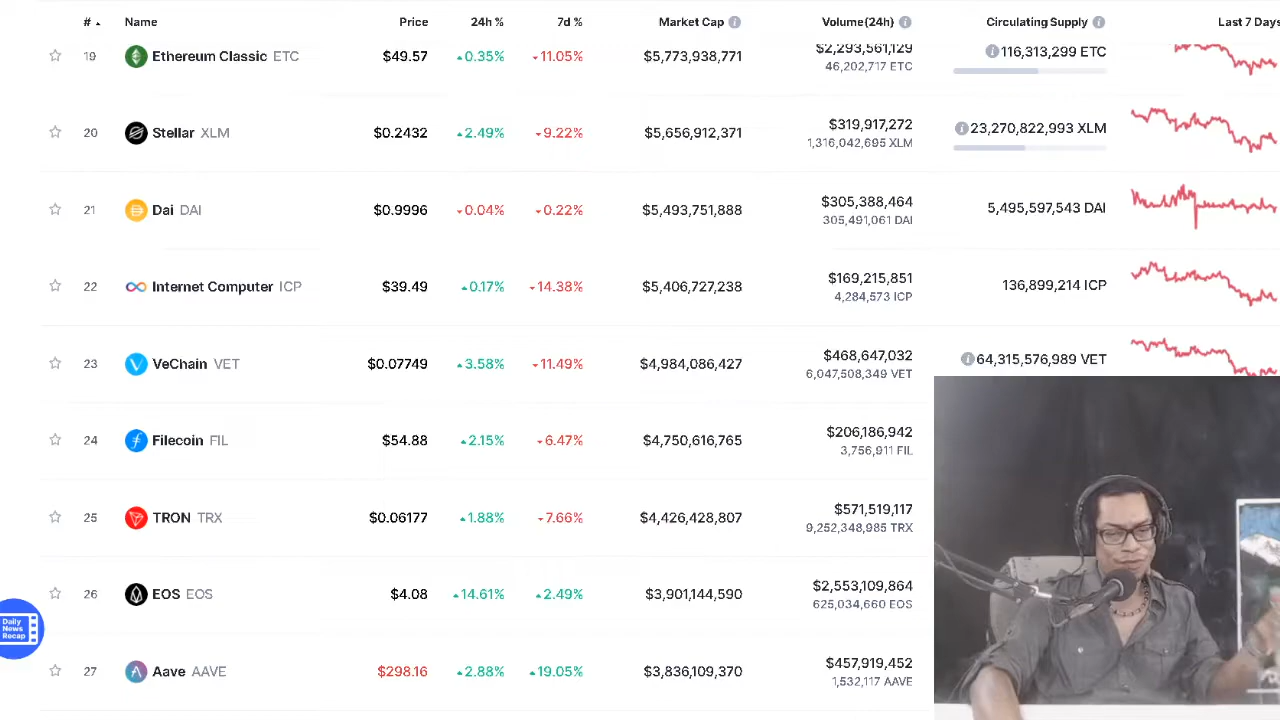 # Name Price 24h % 7d % Market Cap Volume(24h) Circulating Supply Last 7 Days
19 Ethereum Classic ETC $49.57 0.35% 11.05% $5,773,938,771 $2,293,561,129 116,313,299 ETC
46,202,717 ETC
20 Stellar XLM $0.2432 2.49% 9.22% $5,656,912,371 $319,917,272 23,270,822,993 XLM
1,316,042,695 XLM
21 Dai DAI $0.9996 0.04% 0.22% $5,493,751,888 $305,388,464 5,495,597,543 DAI
305,491,061 DAI
22 Internet Computer ICP $39.49 0.17% 14.38% $5,406,727,238 $169,215,851 136,899,214 ICP
4,284,573 ICP
23 VeChain VET $0.07749 3.58% 11.49% $4,984,086,427 $468,647,032 64,315,576,989 VET
6,047,508,349 VET
24 Filecoin FIL $54.88 2.15% 6.47% $4,750,616,765 $206,186,942
3,756,911 FIL
25 TRON TRX $0.06177 1.88% 7.66% $4,426,428,807 $571,519,117
9,252,348,985 TRX
26 EOS EOS $4.08 14.61% 2.49% $3,901,144,590 $2,553,109,864
625,034,660 EOS
Daily
News
Recap
27 Aave AAVE $298.16 2.88% 19.05% $3,836,109,370 $457,919,452
1,532,117 AAVE